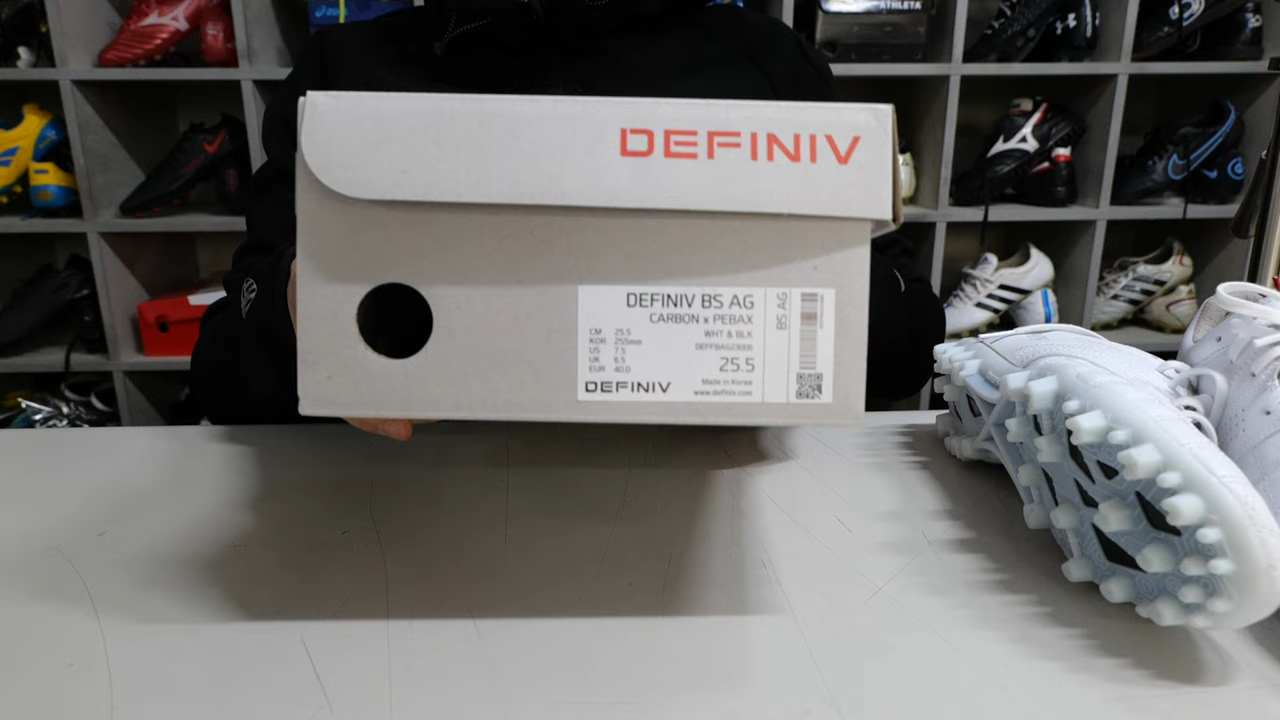 ATHLETA
DEFINIV
DEFINIV BS AG
CARBON x PEBAX
WHT & BLK
DEFFBAG23008
CM 25.5
KOR 255mm
US 7.5
UK 6.5
EUR 40.0
25.5
Made in Korea
DEFINIV
www.definiv.com
BS AG